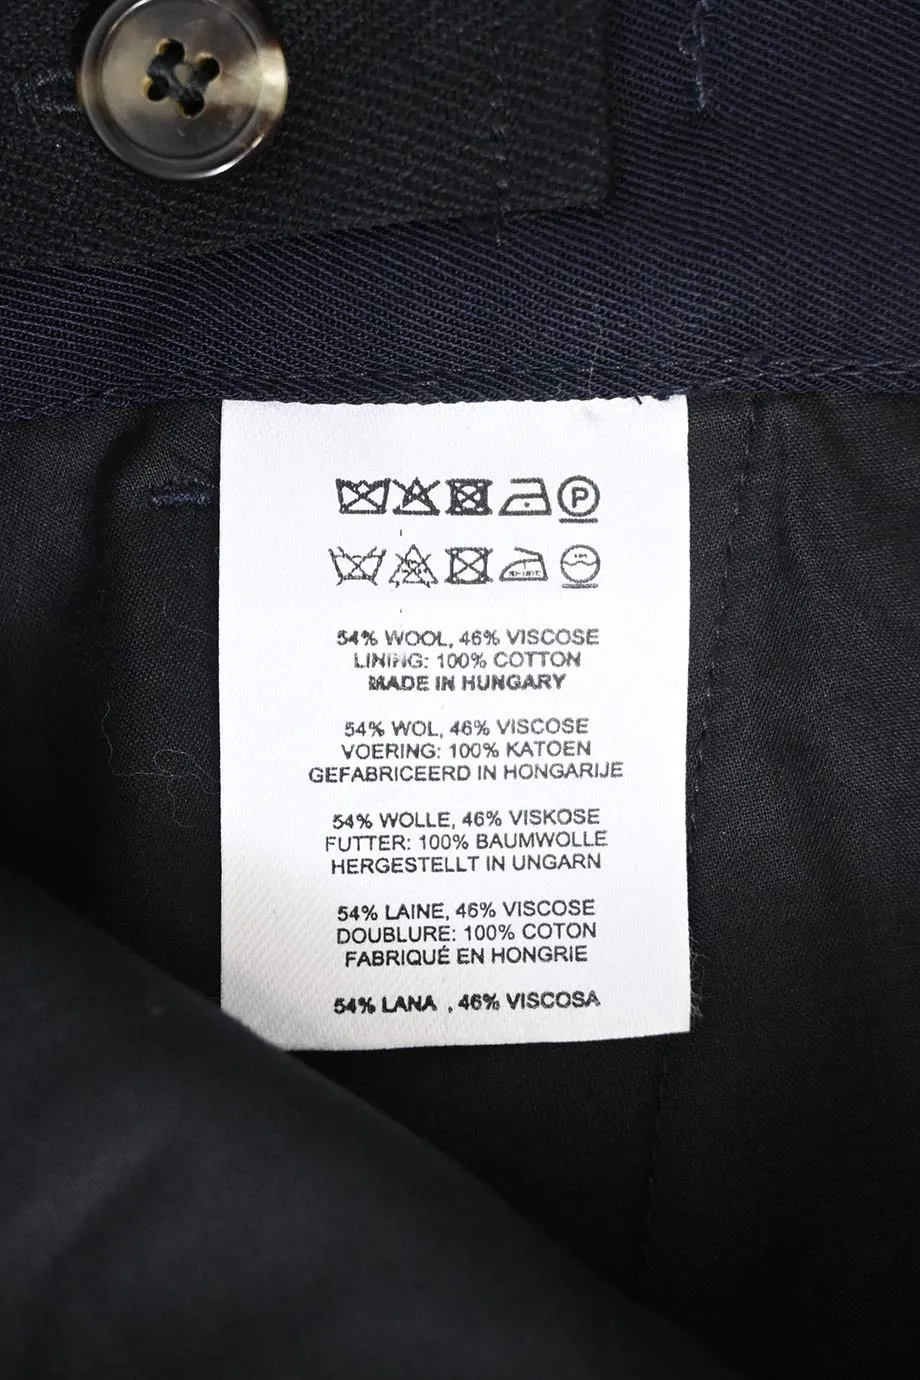 P
54% WOOL, 46% VISCOSE
LINING: 100% COTTON
MADE IN HUNGARY
54% WOL, 46% VISCOSE
VOERING: 100% KATOEN
GEFABRICEERD IN HONGARIJE
54% WOLLE, 46% VISKOSE
FUTTER: 100% BAUMWOLLE
HERGESTELLT IN UNGARN
54% LAINE, 46% VISCOSE
DOUBLURE: 100% COTON
FABRIQUÉ EN HONGRIE
54% LANA , 46% VISCOSA